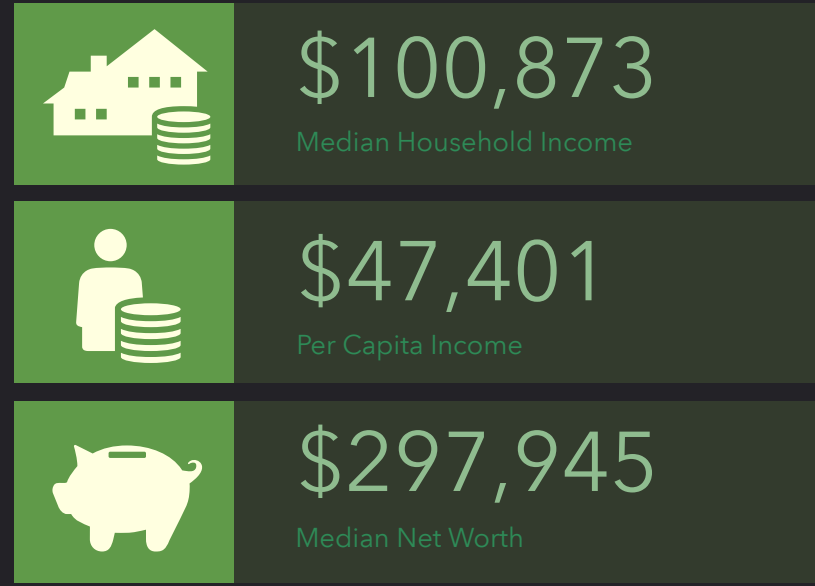 $100,873
Median Household Income
$47,401
Per Capita Income
$297,945
Median Net Worth